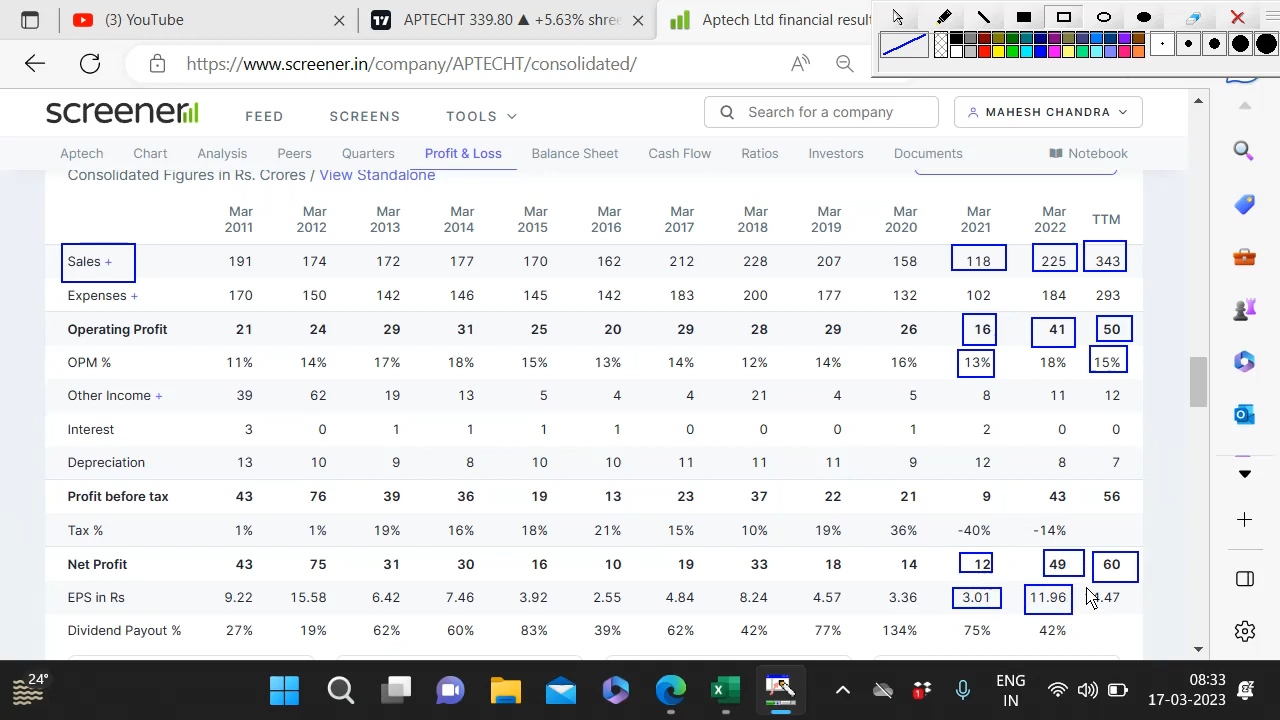 (3) YouTube
APTECHT 339.80 ▲ +5.63% shree
Aptech Ltd financial result
https://www.screener.in/company/APTECHT/consolidated/
screener
FEED SCREENS TOOLS
Search for a company
MAHESH CHANDRA
Aptech Chart Analysis Peers Quarters Profit & Loss Balance Sheet Cash Flow Ratios Investors Documents Notebook
Consolidated Figures in Rs. Crores / View Standalone
Mar 2011 Mar 2012 Mar 2013 Mar 2014 Mar 2015 Mar 2016 Mar 2017 Mar 2018 Mar 2019 Mar 2020 Mar 2021 Mar 2022 TTM
Sales + 191 174 172 177 170 162 212 228 207 158 118 225 343
Expenses + 170 150 142 146 145 142 183 200 177 132 102 184 293
Operating Profit 21 24 29 31 25 20 29 28 29 26 16 41 50
OPM % 11% 14% 17% 18% 15% 13% 14% 12% 14% 16% 13% 18% 15%
Other Income + 39 62 19 13 5 4 4 21 4 5 8 11 12
Interest 3 0 1 1 1 1 0 0 0 1 2 0 0
Depreciation 13 10 9 8 10 10 11 11 11 9 12 8 7
Profit before tax 43 76 39 36 19 13 23 37 22 21 9 43 56
Tax % 1% 1% 19% 16% 18% 21% 15% 10% 19% 36% -40% -14%
Net Profit 43 75 31 30 16 10 19 33 18 14 12 49 60
EPS in Rs 9.22 15.58 6.42 7.46 3.92 2.55 4.84 8.24 4.57 3.36 3.01 11.96 .47
Dividend Payout % 27% 19% 62% 60% 83% 39% 62% 42% 77% 134% 75% 42%
24°
ENG
IN
08:33
17-03-2023